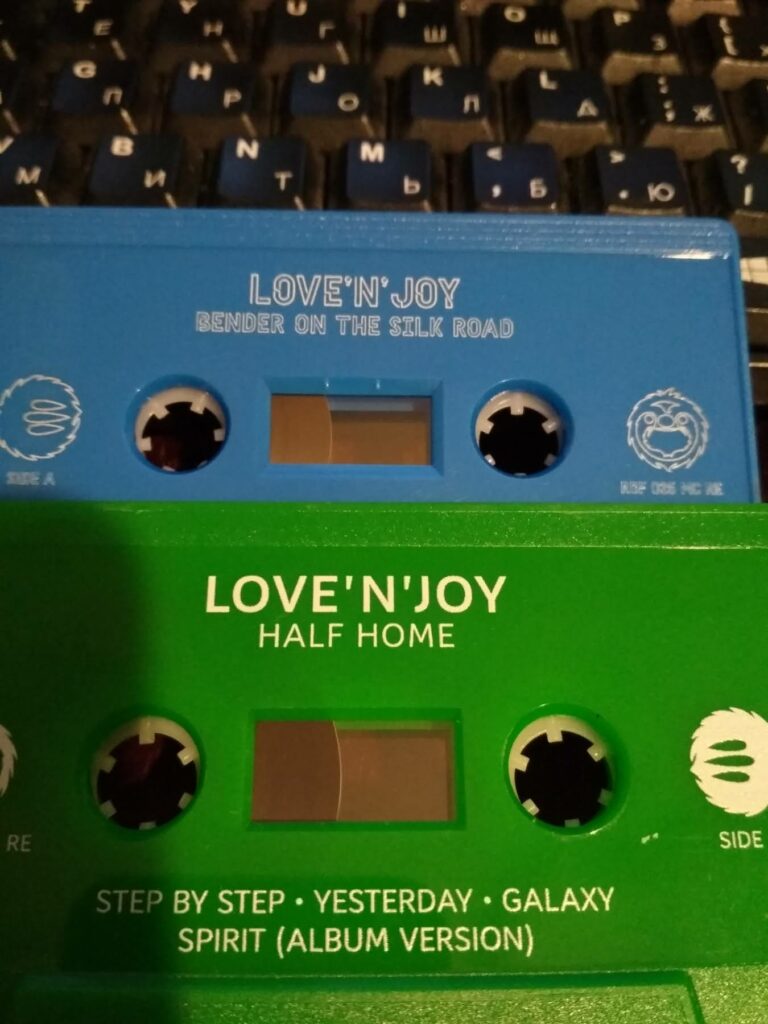 T Е
Y Н
U Г
I Ш
O Щ
P З
G П
H Р
J О
K Л
L Д
: ; Ж
V М
B И
N Т
M Ь
< , Б
> . Ю
? /
LOVE'N'JOY
BENDER ON THE SILK ROAD
SIDE A
LOVE'N'JOY
HALF HOME
RE
SIDE
STEP BY STEP • YESTERDAY • GALAXY
SPIRIT (ALBUM VERSION)